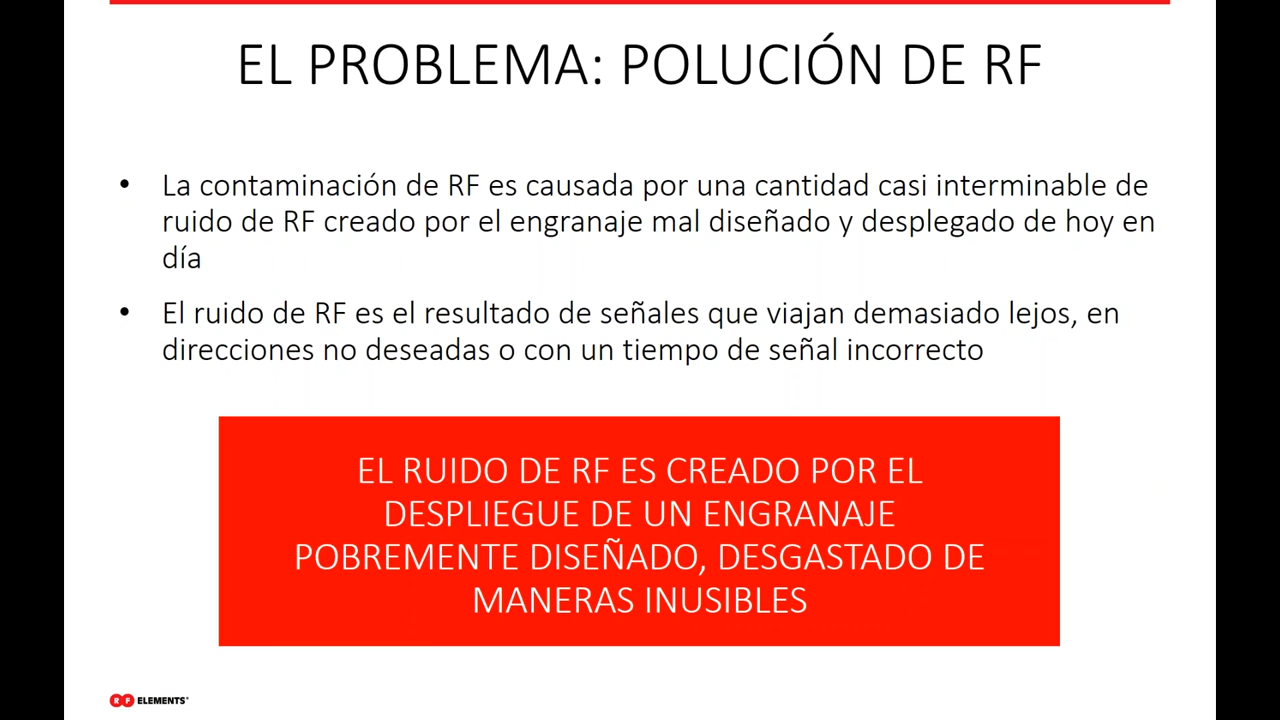 EL PROBLEMA: POLUCIÓN DE RF
• La contaminación de RF es causada por una cantidad casi interminable de
ruido de RF creado por el engranaje mal diseñado y desplegado de hoy en
día
• El ruido de RF es el resultado de señales que viajan demasiado lejos, en
direcciones no deseadas o con un tiempo de señal incorrecto
EL RUIDO DE RF ES CREADO POR EL
DESPLIEGUE DE UN ENGRANAJE
POBREMENTE DISEÑADO, DESGASTADO DE
MANERAS INUSIBLES
RF ELEMENTS